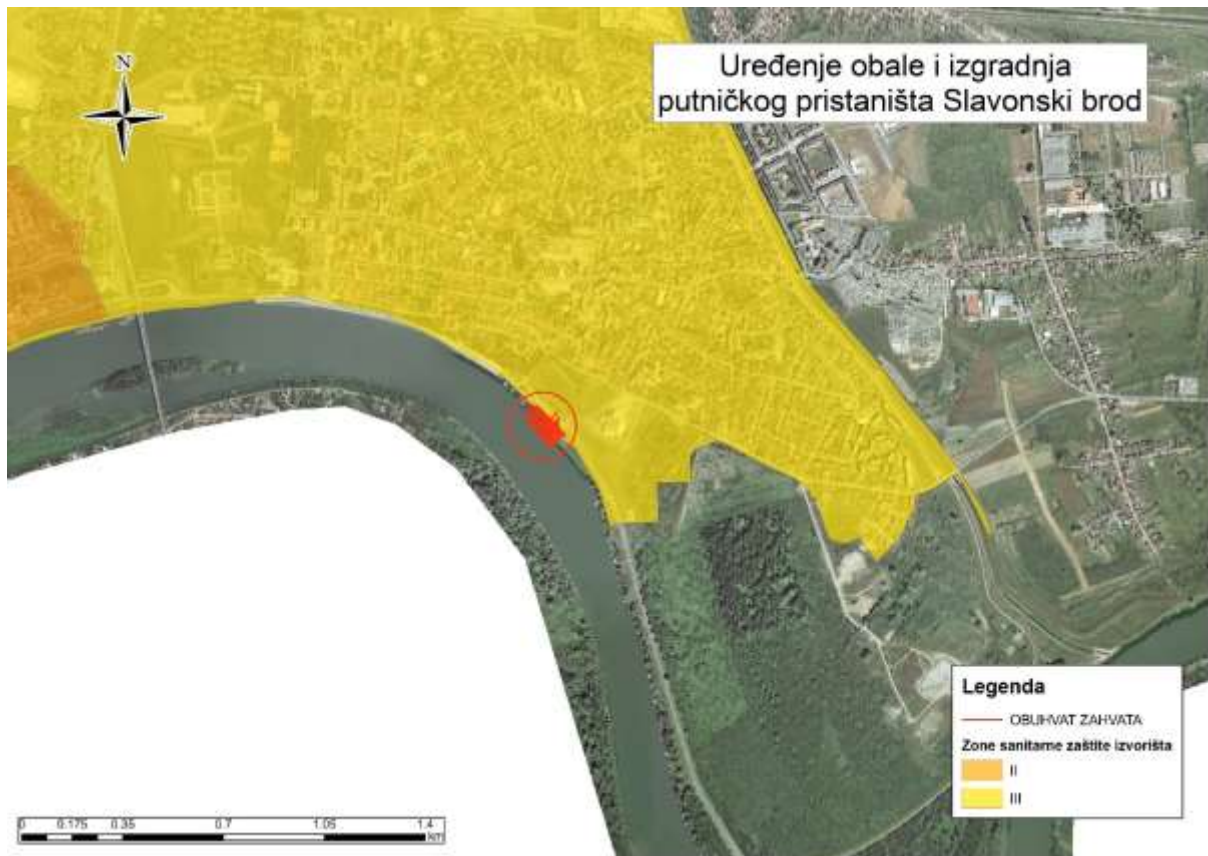 N
Uređenje obale i izgradnja
putničkog pristaništa Slavonski brod
Legenda
OBUHVAT ZAHVATA
Zone sanitarne zaštite izvorišta
II
III
0 0.175 0.35 0.7 1.05 1.4
km